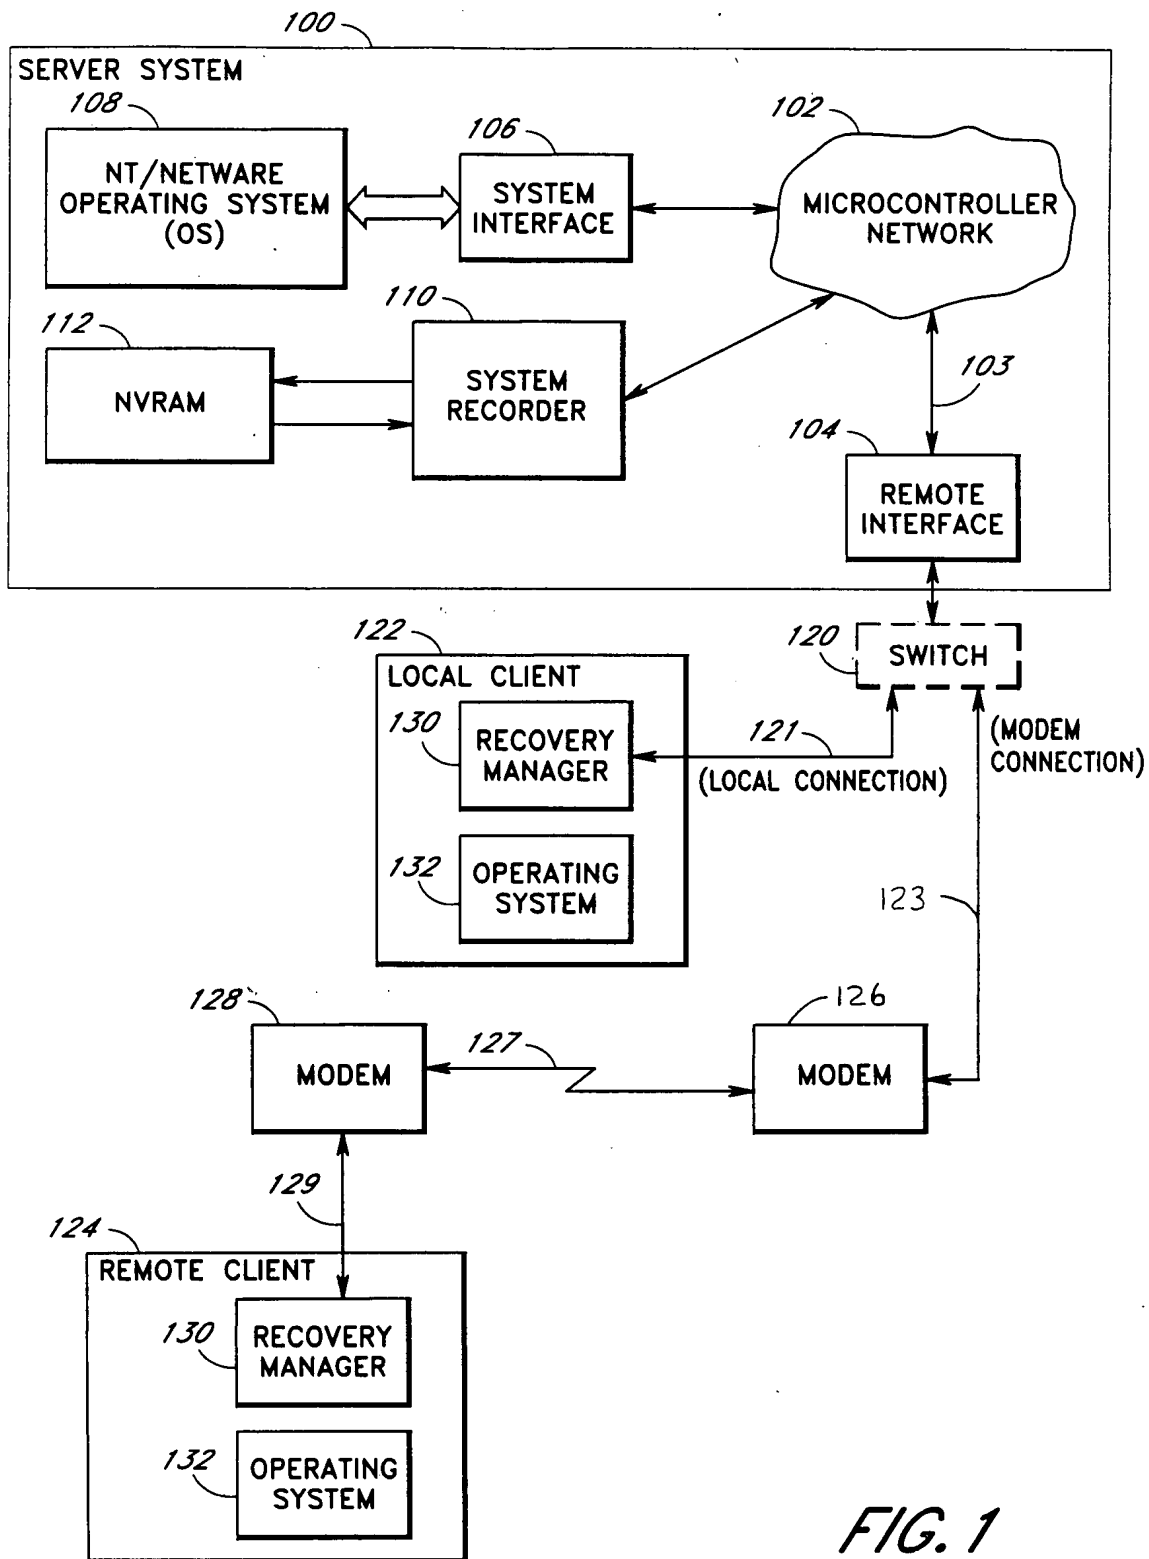 100
SERVER SYSTEM
108
NT/NETWARE
OPERATING SYSTEM
(OS)
106
SYSTEM
INTERFACE
102
MICROCONTROLLER
NETWORK
112
NVRAM
110
SYSTEM
RECORDER
103
104
REMOTE
INTERFACE
120
SWITCH
122
LOCAL CLIENT
130
RECOVERY
MANAGER
121
(LOCAL CONNECTION)
(MODEM
CONNECTION)
132
OPERATING
SYSTEM
123
128
MODEM
127
126
MODEM
129
124
REMOTE CLIENT
130
RECOVERY
MANAGER
132
OPERATING
SYSTEM
FIG. 1